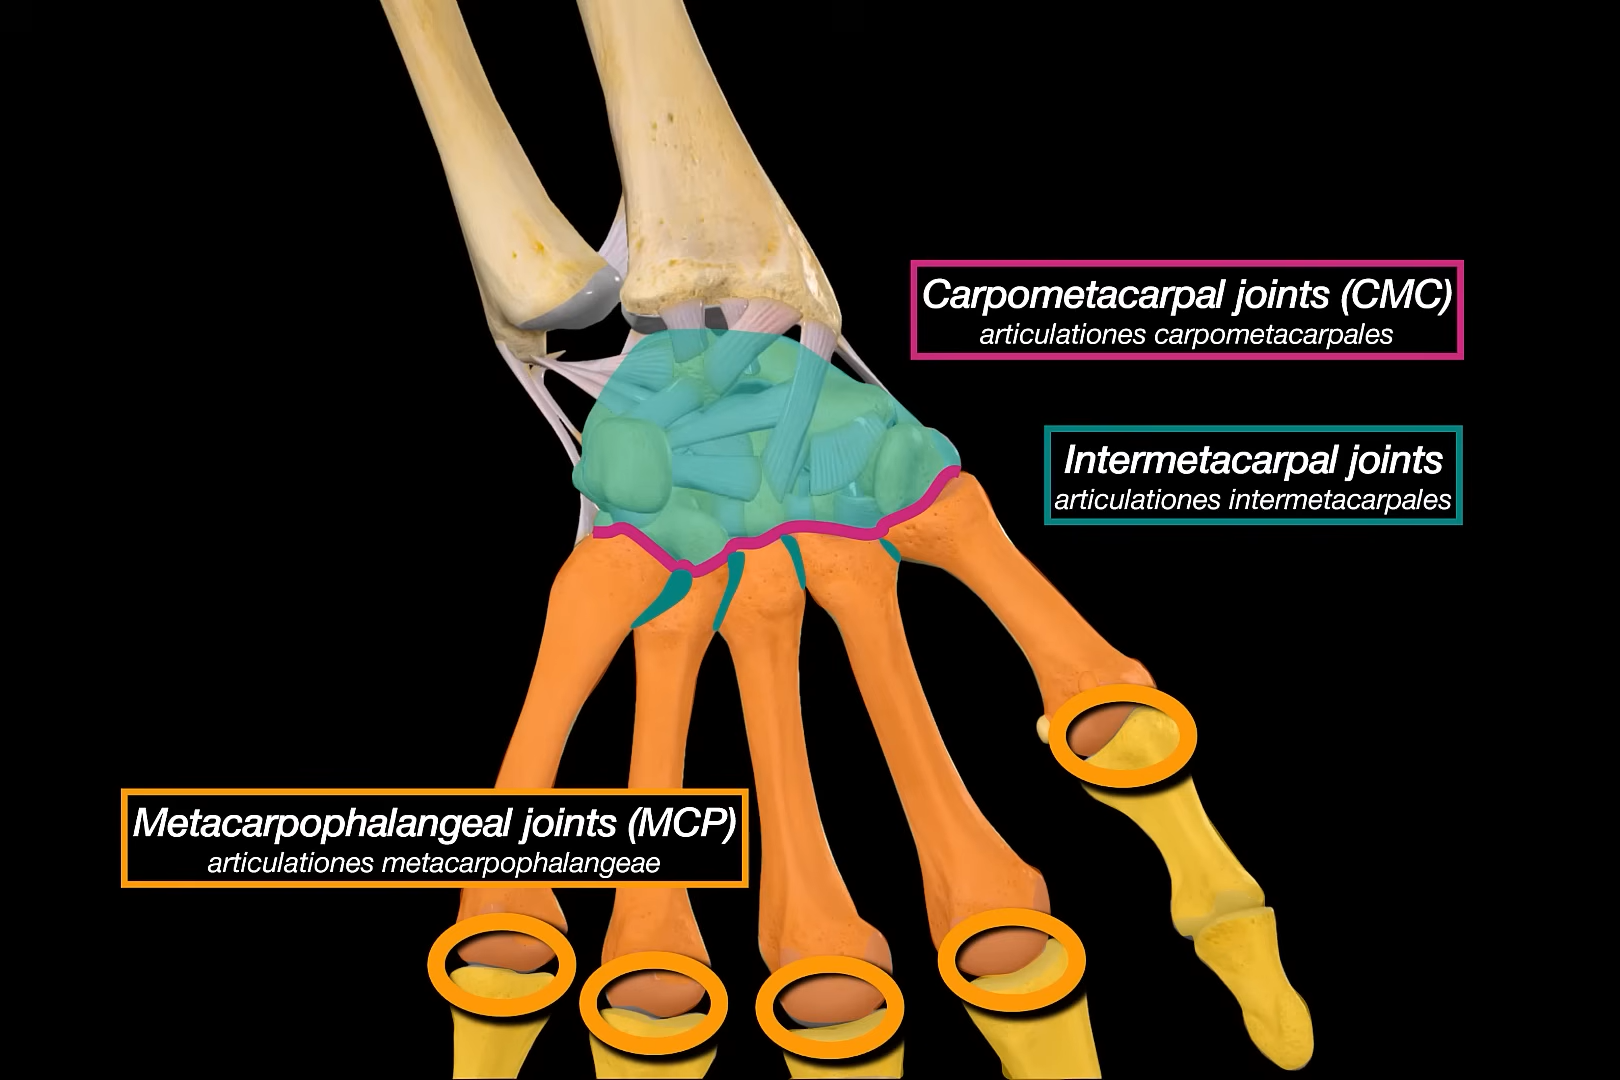 Carpometacarpal joints (CMC)
articulationes carpometacarpales
Intermetacarpal joints
articulationes intermetacarpales
Metacarpophalangeal joints (MCP)
articulationes metacarpophalangeae